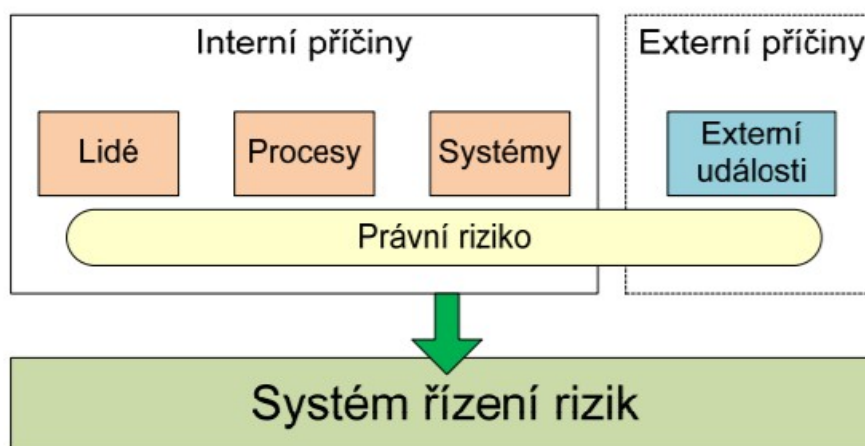 Interní příčiny
Externí příčiny
Lidé
Procesy
Systémy
Externí
události
Právní riziko
Systém řízení rizik